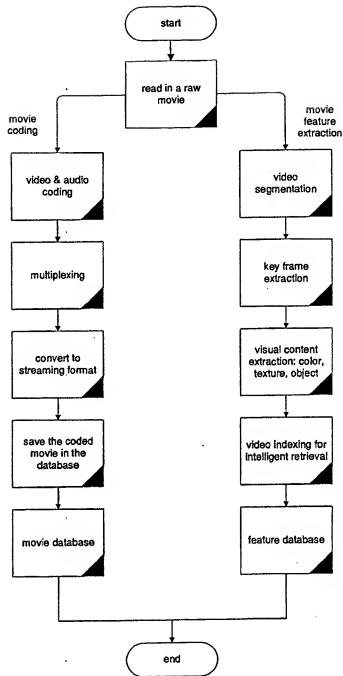 start
read in a raw
movie
movie
coding
movie
feature
extraction
video & audio
coding
multiplexing
convert to
streaming format
save the coded
movie in the
database
movie database
video
segmentation
key frame
extraction
visual content
extraction: color,
texture, object
video indexing for
intelligent retrieval
feature database
end